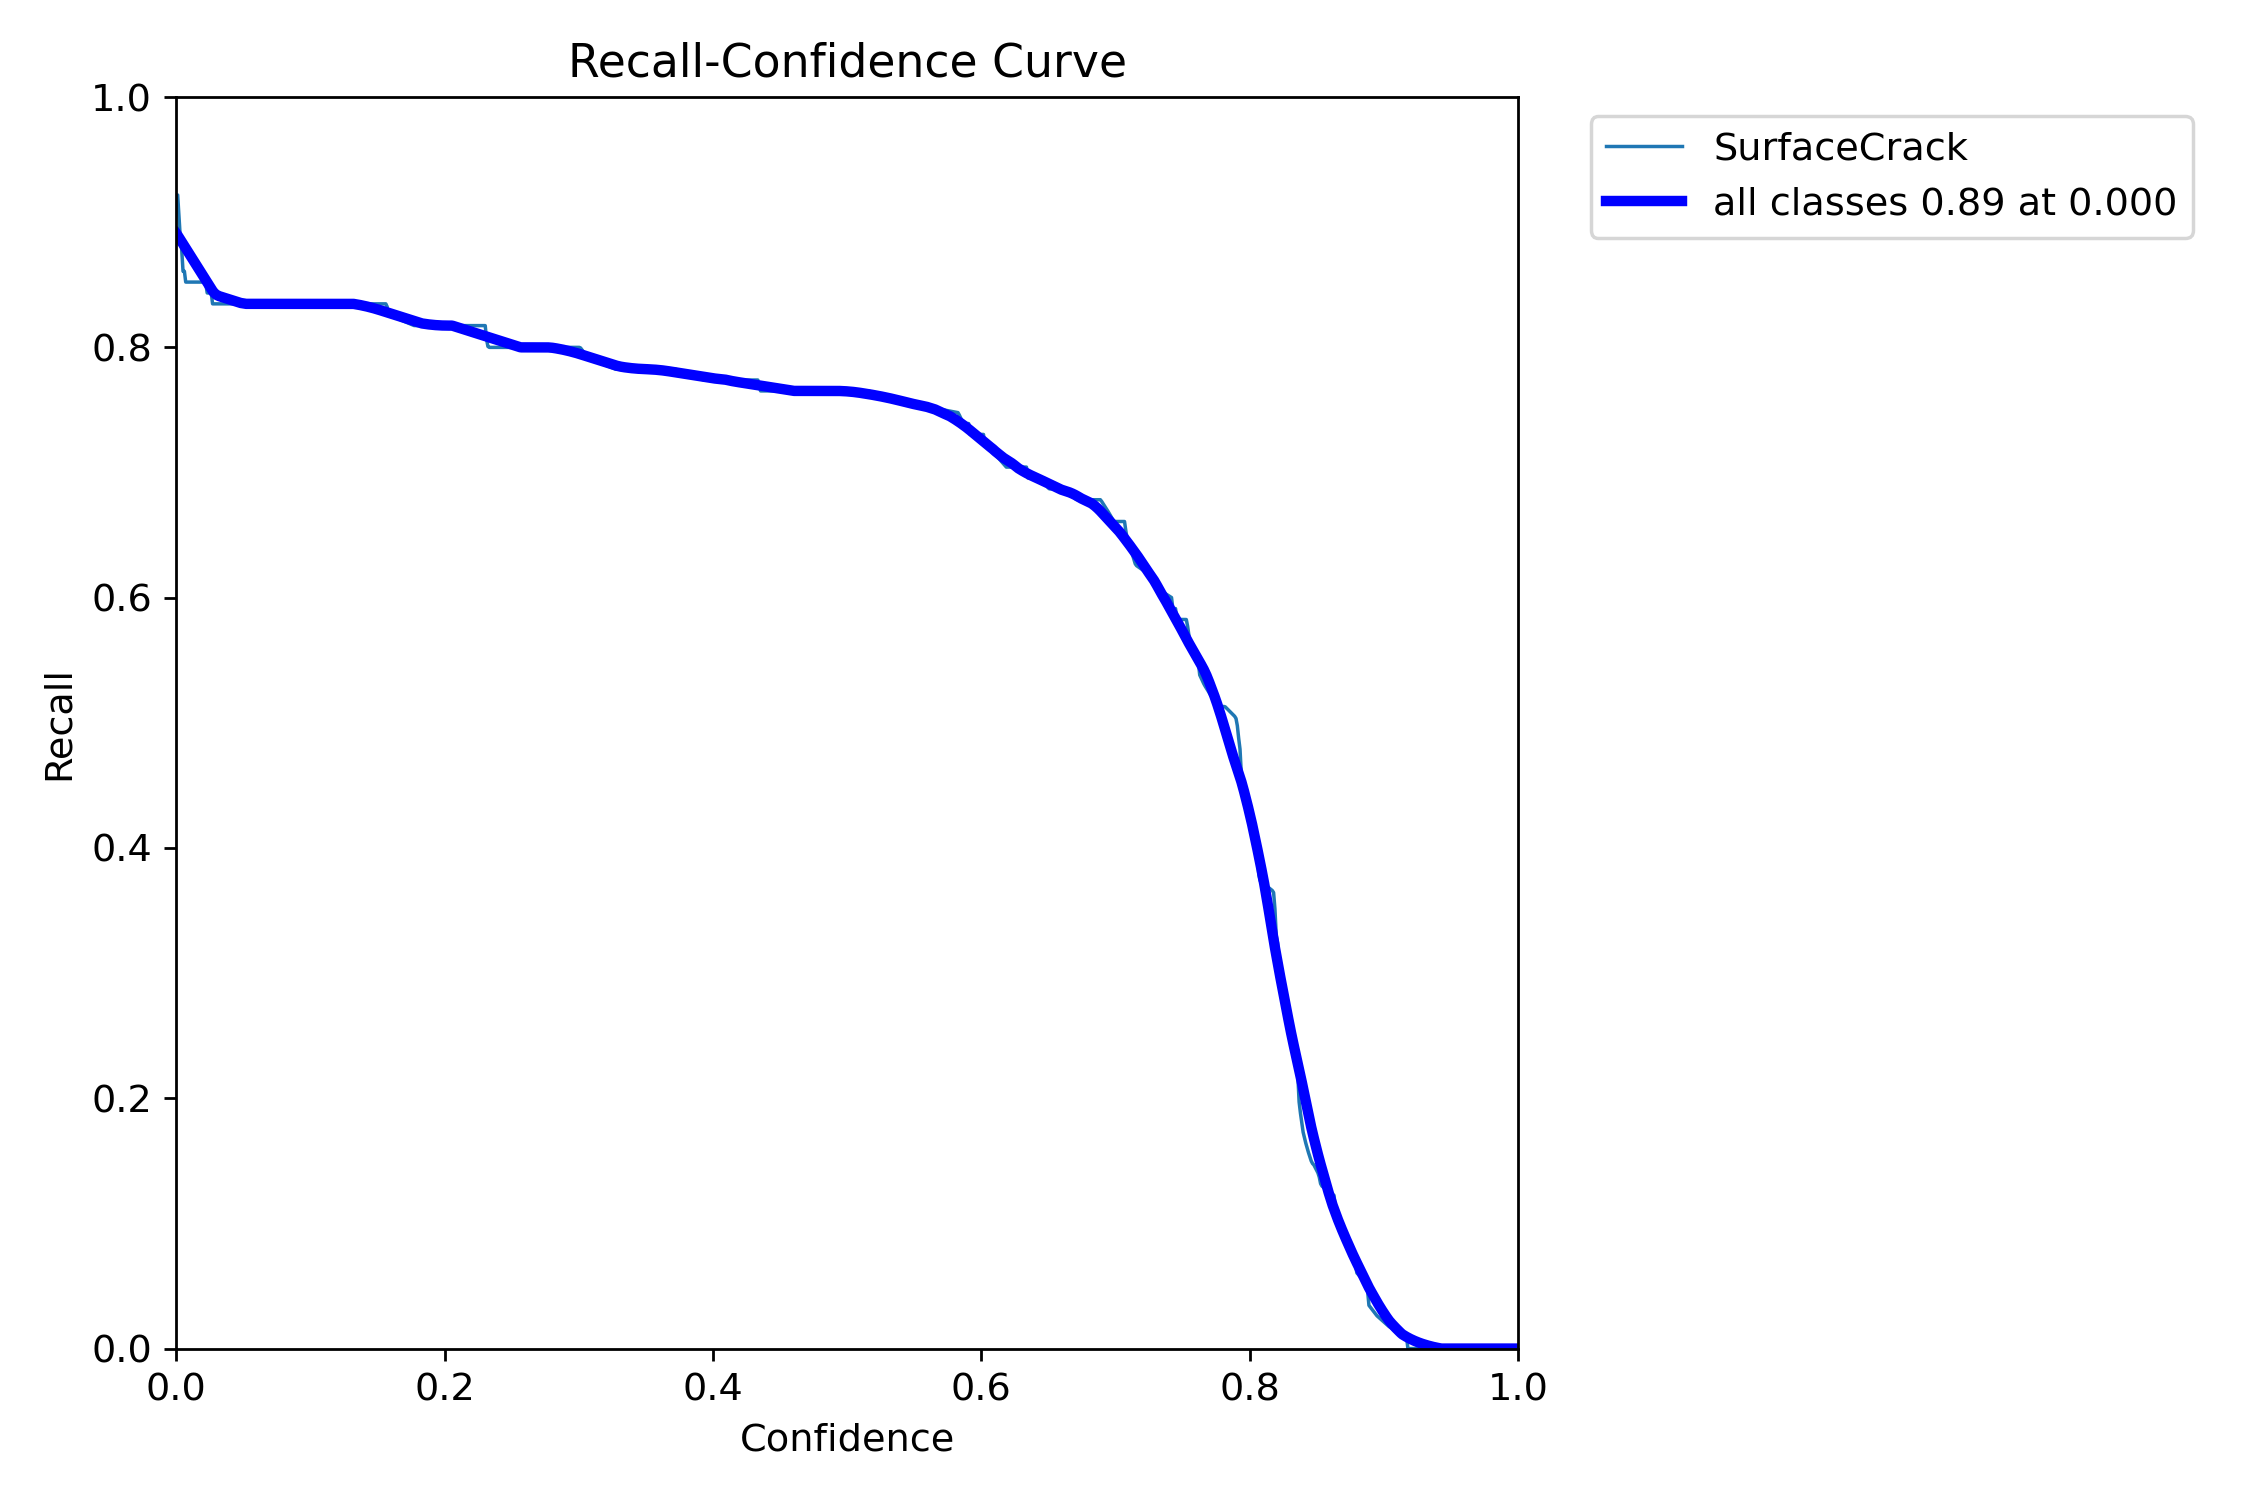 Recall-Confidence Curve
SurfaceCrack
all classes 0.89 at 0.000
1.0
0.8
0.6
0.4
0.2
0.0
Recall
0.0 0.2 0.4 0.6 0.8 1.0
Confidence